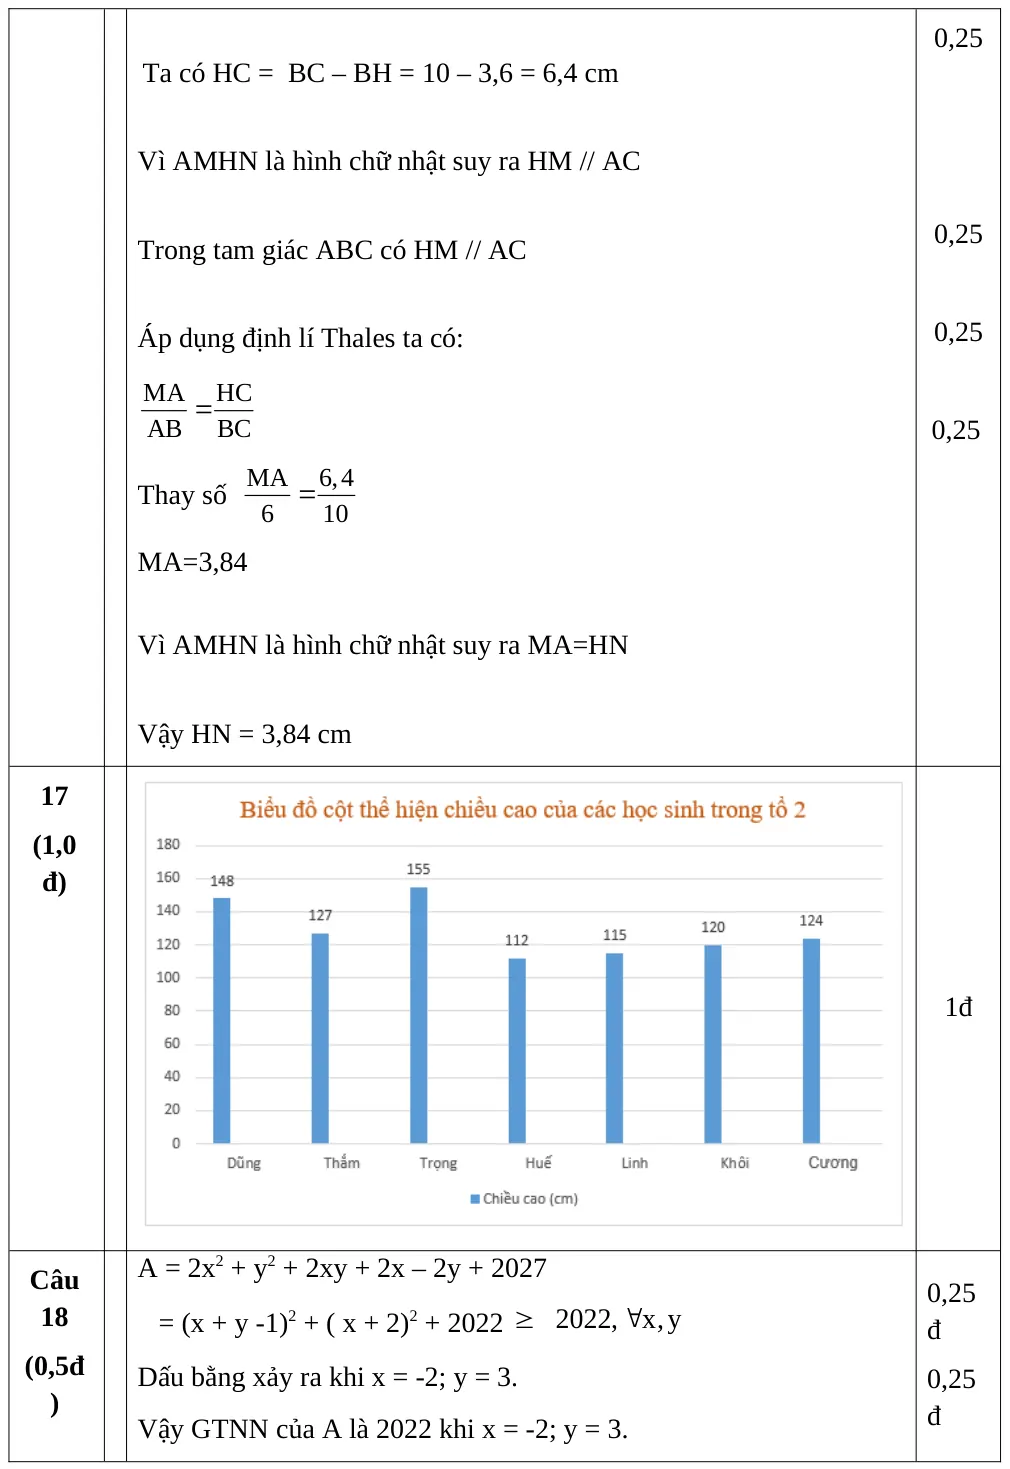 0,25
Ta có HC = BC – BH = 10 – 3,6 = 6,4 cm
Vì AMHN là hình chữ nhật suy ra HM // AC
0,25
Trong tam giác ABC có HM // AC
0,25
Áp dụng định lí Thales ta có:
MA/AB = HC/BC
0,25
Thay số MA/6 = 6,4/10
MA=3,84
Vì AMHN là hình chữ nhật suy ra MA=HN
Vậy HN = 3,84 cm
17
(1,0
đ)
Biểu đồ cột thể hiện chiều cao của các học sinh trong tổ 2
180
160
140
120
100
80
60
40
20
0
148
127
155
112
115
120
124
Dũng Thắm Trọng Huế Linh Khôi Cương
Chiều cao (cm)
1đ
Câu
18
(0,5đ
)
A = 2x² + y² + 2xy + 2x – 2y + 2027
= (x + y -1)² + ( x + 2)² + 2022 ≥ 2022, ∀x,y
Dấu bằng xảy ra khi x = -2; y = 3.
Vậy GTNN của A là 2022 khi x = -2; y = 3.
0,25
đ
0,25
đ